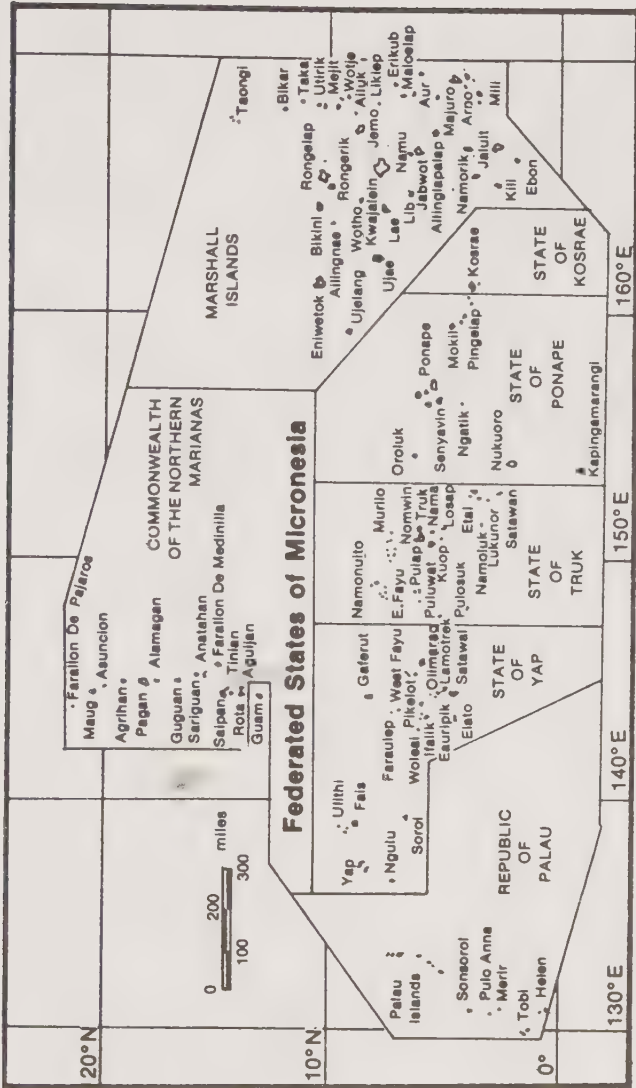 20°N
10°N
0°
130°E
140°E
150°E
160°E
0
100
200
300
miles
Federated States of Micronesia
COMMONWEALTH
OF THE NORTHERN
MARIANAS
Farallon De Pajaros
Maug
Asuncion
Agrihan
Pagan
Alamagan
Guguan
Sariguan
Anatahan
Farallon De Medinilla
Saipan
Tinian
Rota
Aguijan
Guam
MARSHALL
ISLANDS
Taongi
Bikar
Taka
Utirik
Mejit
Wotje
Ailuk
Likiep
Jemo
Erikub
Maloelap
Aur
Majuro
Arno
Mili
Rongelap
Rongerik
Bikini
Ailingnae
Eniwetok
Ujelang
Wotho
Kwajalein
Ujae
Lae
Lib
Namu
Jabwot
Ailinglapalap
Namorik
Jaluit
Kili
Ebon
REPUBLIC
OF
PALAU
Palau
Islands
Sonsorol
Pulo Anna
Merir
Tobi
Helen
STATE
OF
YAP
Yap
Ulithi
Fais
Ngulu
Sorol
Gaferut
Faraulep
West Fayu
Woleai
Pikelot
Ifalik
Olimarag
Eauripik
Lamotrek
Elato
Satawal
STATE
OF
TRUK
Namonuito
Murilo
E. Fayu
Nomwin
Pulap
Truk
Puluwat
Nama
Kuop
Losap
Pulosuk
Namoluk
Etal
Lukunor
Satawan
STATE
OF
PONAPE
Oroluk
Ponape
Senyavin
Mokil
Ngatik
Pingelap
Nukuoro
Kapingamarangi
STATE
OF
KOSRAE
Kosrae